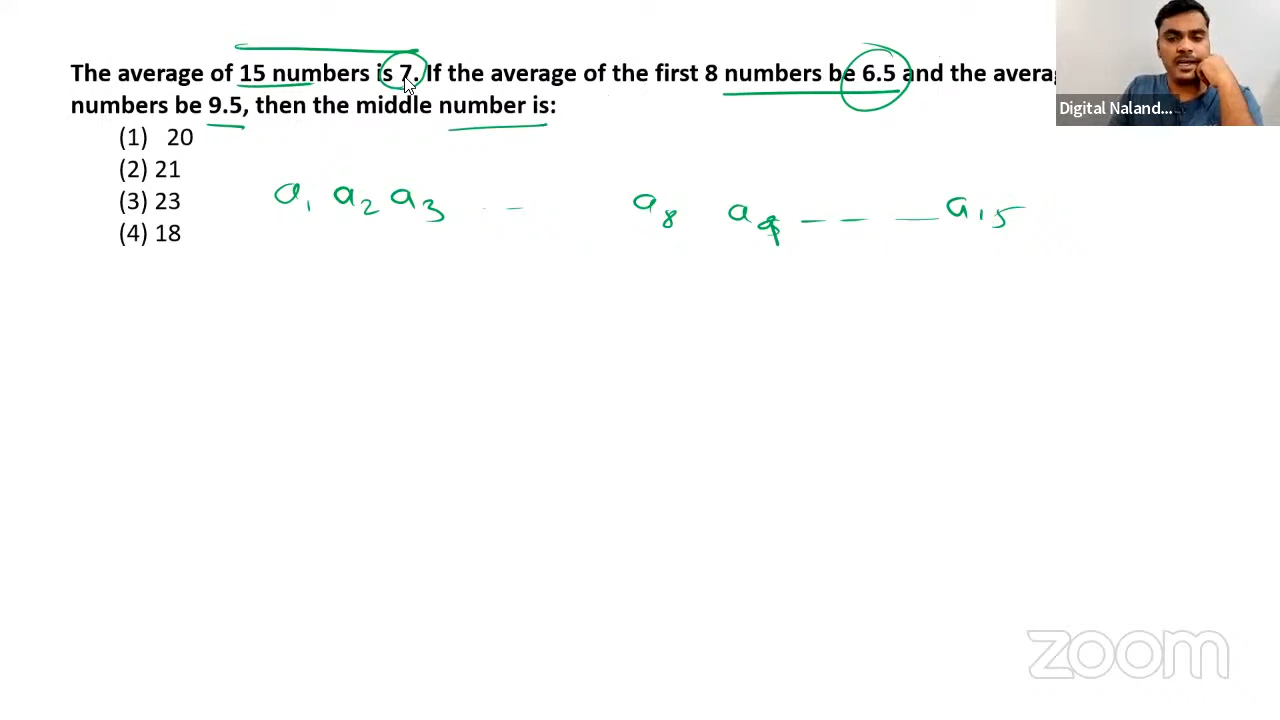 The average of 15 numbers is 7. If the average of the first 8 numbers be 6.5 and the
numbers be 9.5, then the middle number is:
(1) 20
(2) 21
(3) 23
(4) 18
a₁ a₂ a₃ -- a₈ a₉ --- a₁₅
Digital Naland...
zoom